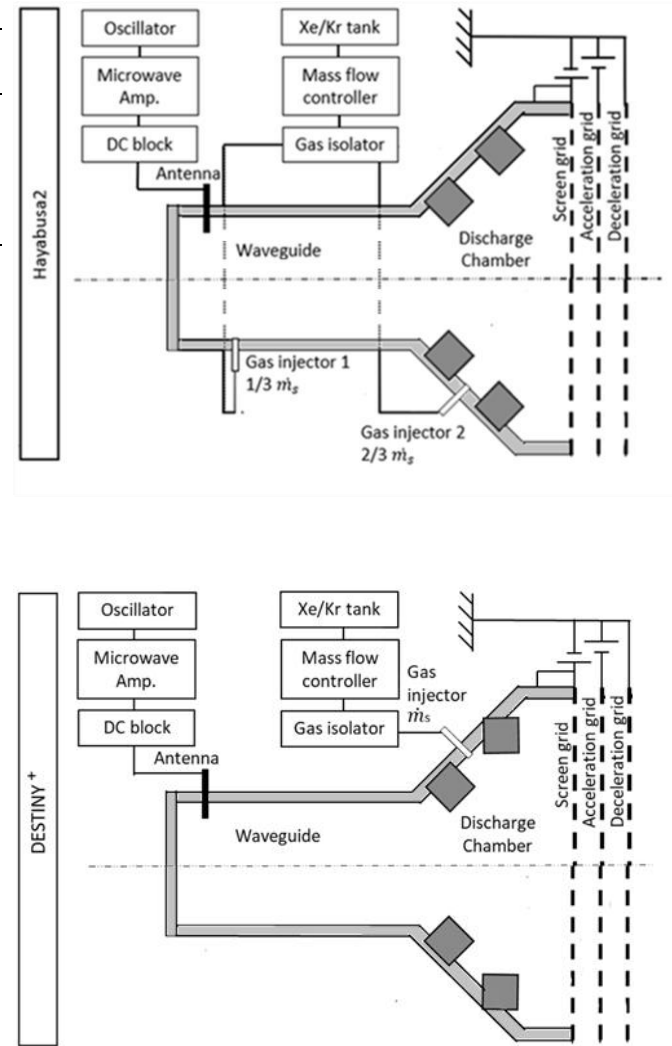 Hayabusa2
Oscillator
Microwave
Amp.
DC block
Antenna
Xe/Kr tank
Mass flow
controller
Gas isolator
Waveguide
Discharge
Chamber
Screen grid
Acceleration grid
Deceleration grid
Gas injector 1
1/3 ṁₛ
Gas injector 2
2/3 ṁₛ
DESTINY⁺
Oscillator
Microwave
Amp.
DC block
Antenna
Xe/Kr tank
Mass flow
controller
Gas isolator
Gas
injector
ṁₛ
Waveguide
Discharge
Chamber
Screen grid
Acceleration grid
Deceleration grid